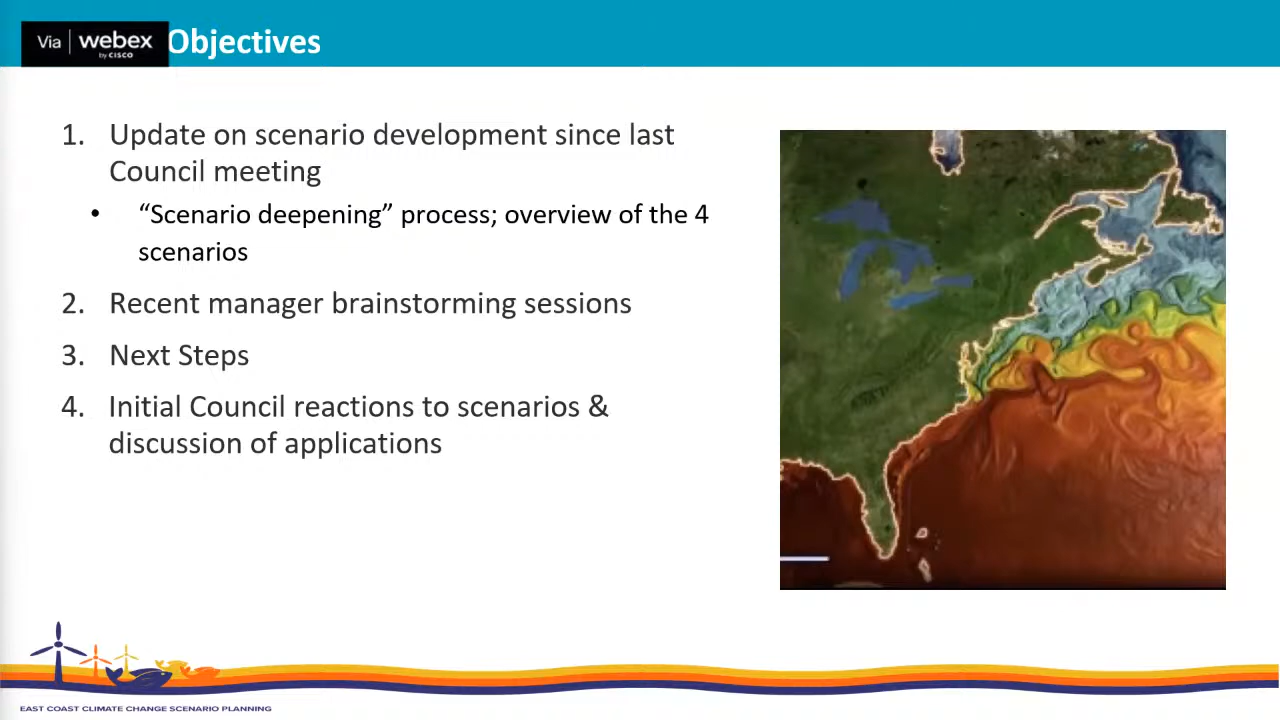 Via webex
by CISCO
Objectives
1. Update on scenario development since last
Council meeting
• “Scenario deepening” process; overview of the 4
scenarios
2. Recent manager brainstorming sessions
3. Next Steps
4. Initial Council reactions to scenarios &
discussion of applications
EAST COAST CLIMATE CHANGE SCENARIO PLANNING